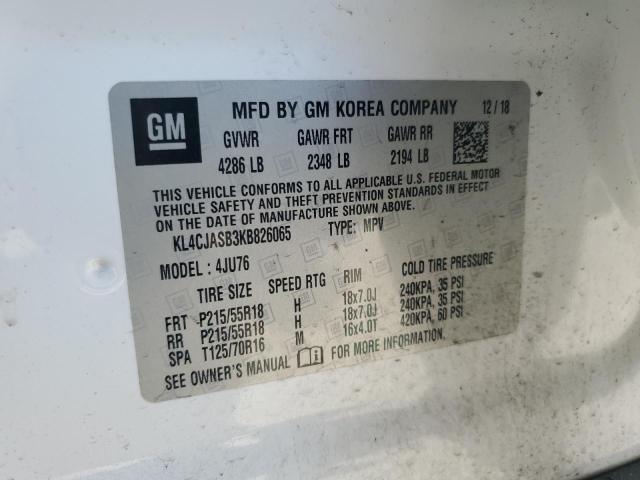 GM MFD BY GM KOREA COMPANY 12/18
GVWR GAWR FRT GAWR RR
4286 LB 2348 LB 2194 LB
THIS VEHICLE CONFORMS TO ALL APPLICABLE U.S. FEDERAL MOTOR
VEHICLE SAFETY AND THEFT PREVENTION STANDARDS IN EFFECT
ON THE DATE OF MANUFACTURE SHOWN ABOVE.
KL4CJASB3KB826065 TYPE: MPV
MODEL: 4JU76
TIRE SIZE SPEED RTG RIM COLD TIRE PRESSURE
FRT P215/55R18 H 18x7.0J 240KPA, 35 PSI
RR P215/55R18 H 18x7.0J 240KPA, 35 PSI
SPA T125/70R16 M 16x4.0T 420KPA, 60 PSI
SEE OWNER'S MANUAL FOR MORE INFORMATION.